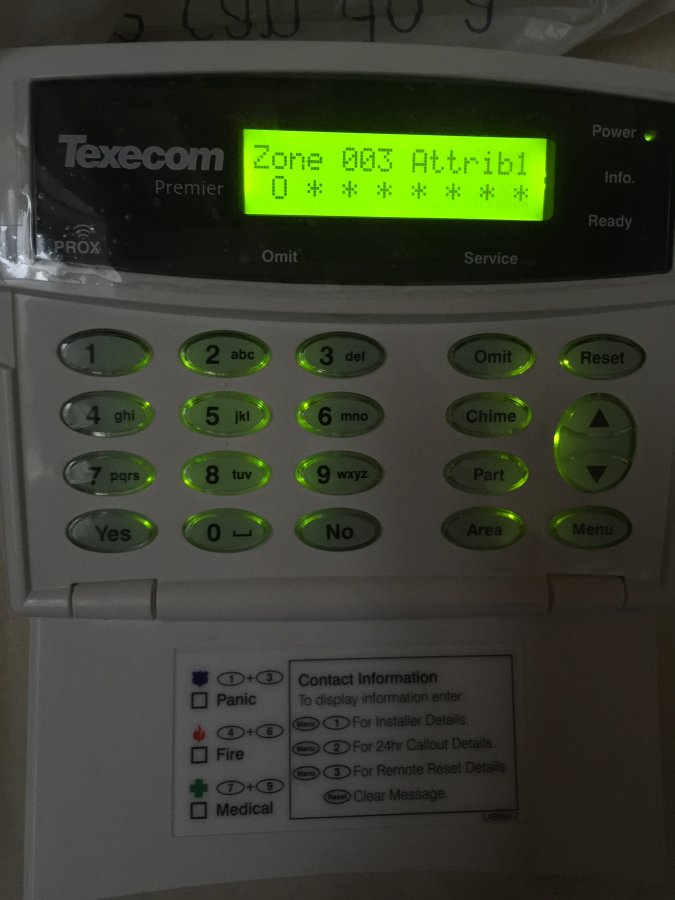 Texecom
Premier
PROX
Zone 003 Attrib1
O * * * * * * *
Power
Info.
Ready
Omit
Service
1
2 abc
3 def
Omit
Reset
4 ghi
5 jkl
6 mno
Chime
7 pqrs
8 tuv
9 wxyz
Part
Yes
0
No
Area
Menu
1 + 3
Panic
4 + 6
Fire
7 + 9
Medical
Contact Information
To display information enter:
Menu 1 For Installer Details.
Menu 2 For 24hr Callout Details.
Menu 3 For Remote Reset Details.
Reset Clear Message.